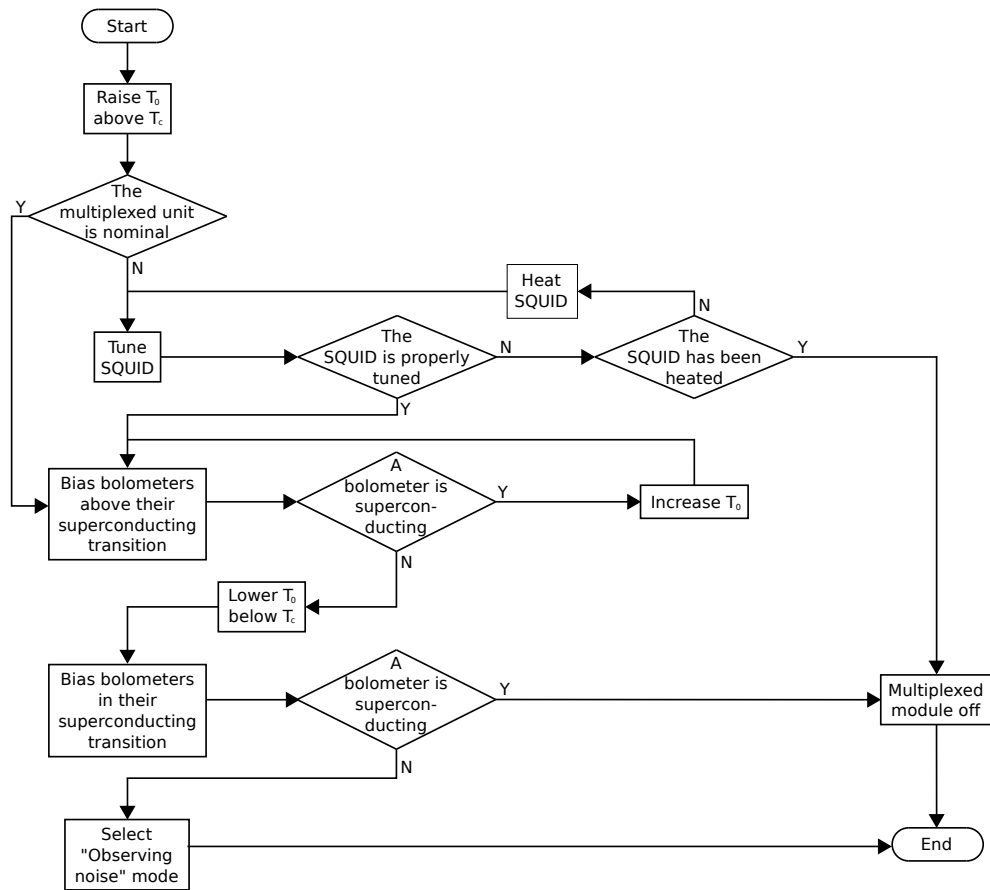 Start
Raise T₀
above T꜀
The
multiplexed unit
is nominal
Y
N
Heat
SQUID
Tune
SQUID
The
SQUID is properly
tuned
N
Y
The
SQUID has been
heated
N
Y
Bias bolometers
above their
superconducting
transition
A
bolometer is
supercon-
ducting
Y
N
Increase T₀
Lower T₀
below T꜀
Bias bolometers
in their
superconducting
transition
A
bolometer is
supercon-
ducting
Y
N
Multiplexed
module off
Select
"Observing
noise" mode
End